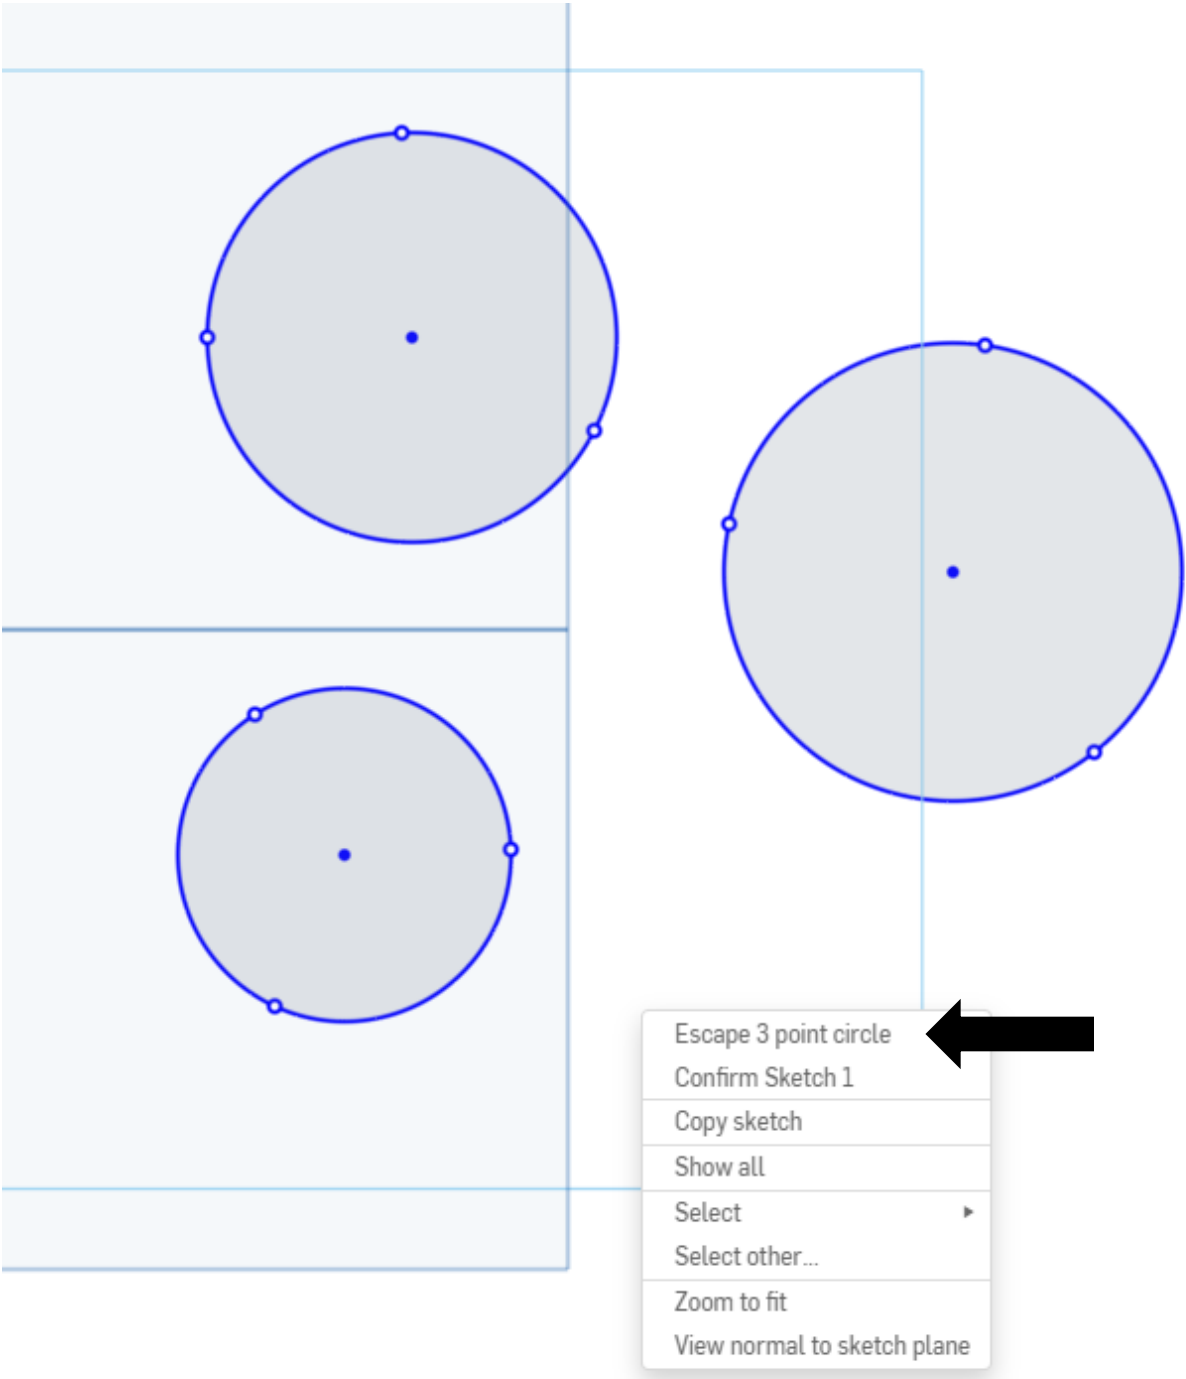 Escape 3 point circle
Confirm Sketch 1
Copy sketch
Show all
Select
Select other...
Zoom to fit
View normal to sketch plane